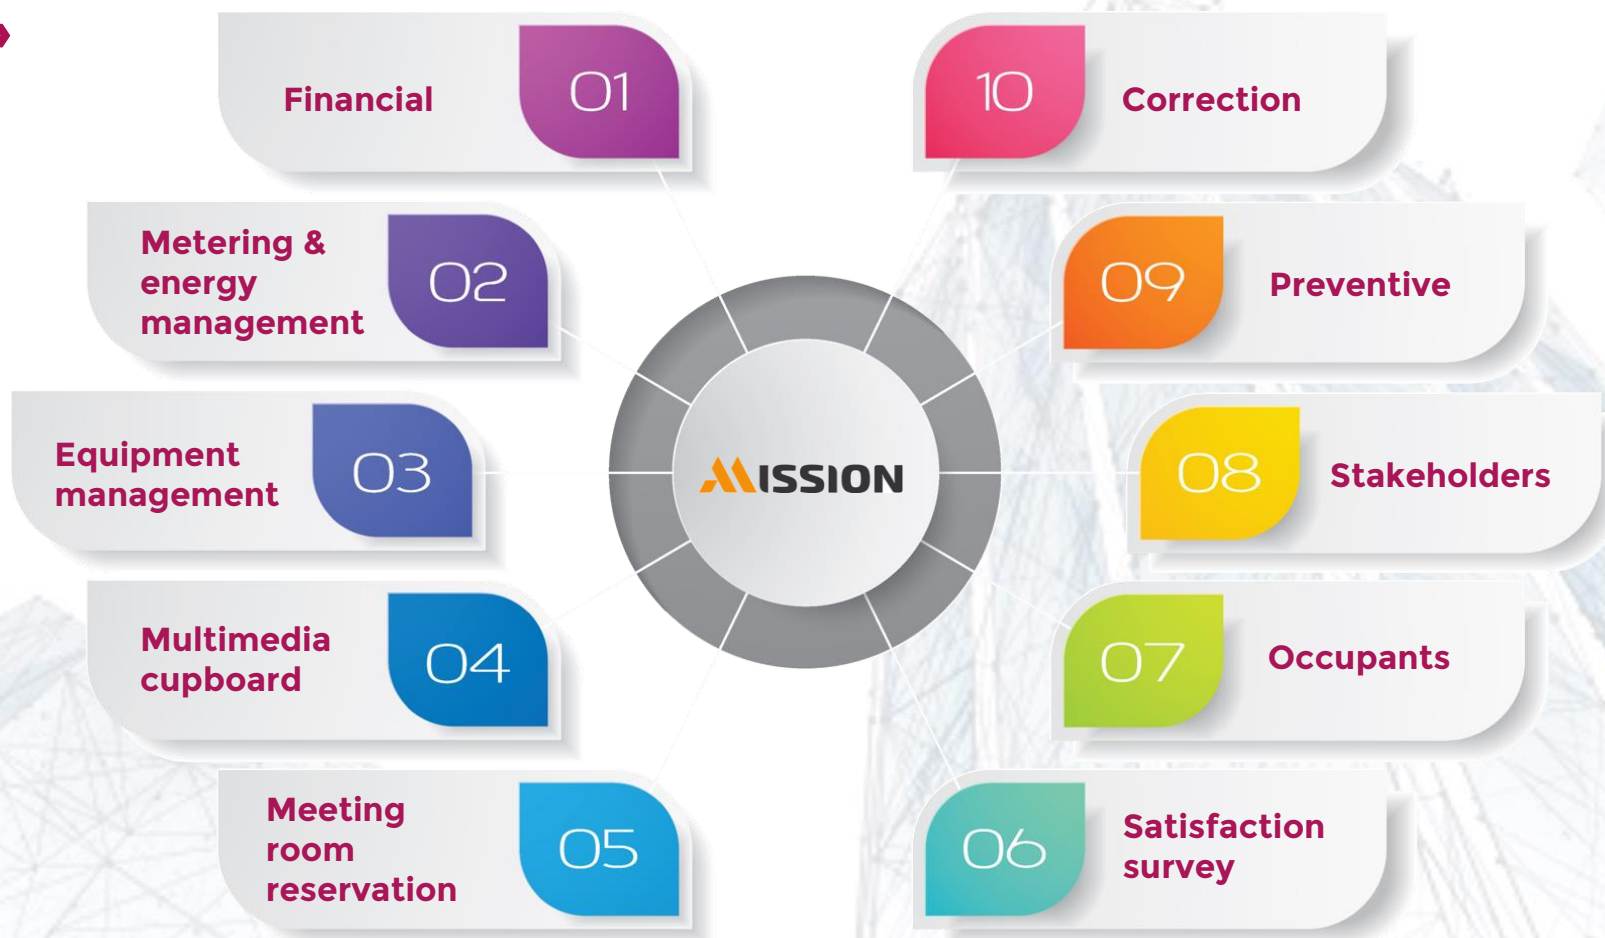 Financial
01
Metering &
energy
management
02
Equipment
management
03
Multimedia
cupboard
04
Meeting
room
reservation
05
MISSION
10
Correction
09
Preventive
08
Stakeholders
07
Occupants
06
Satisfaction
survey